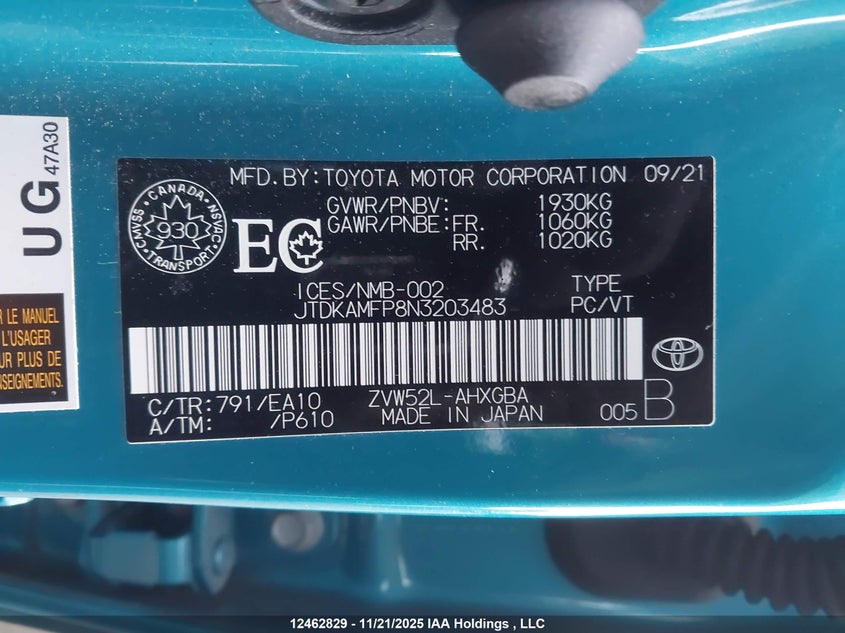 UG 47A30
R LE MANUEL
L'USAGER
UR PLUS DE
NSEIGNEMENTS.
MFD.BY:TOYOTA MOTOR CORPORATION 09/21
GVWR/PNBV: 1930KG
GAWR/PNBE:FR. 1060KG
RR. 1020KG
CANADA
CMVSS 930 NSVAC
TRANSPORT
EC
ICES/NMB-002 TYPE
JTDKAMFP8N3203483 PC/VT
C/TR:791/EA10 ZVW52L-AHXGBA
A/TM: /P610 MADE IN JAPAN 005 B
12462829 - 11/21/2025 IAA Holdings , LLC